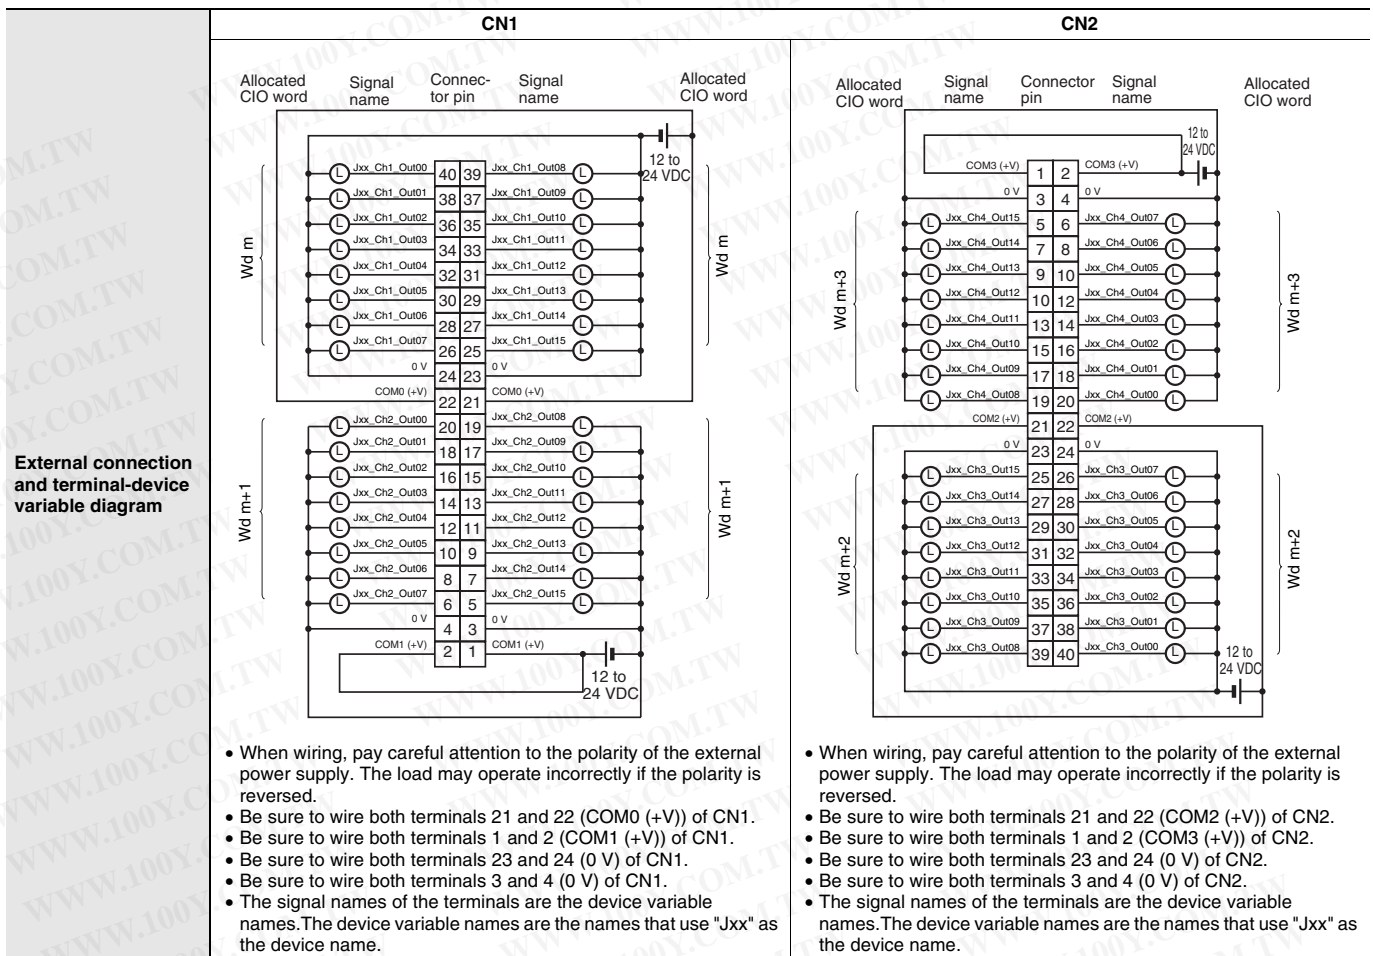 CN1
CN2
External connection
and terminal-device
variable diagram
Allocated
CIO word
Signal
name
Connec-
tor pin
Signal
name
Allocated
CIO word
12 to
24 VDC
Wd m
Wd m
Jxx_Ch1_Out00 40 39 Jxx_Ch1_Out08
Jxx_Ch1_Out01 38 37 Jxx_Ch1_Out09
Jxx_Ch1_Out02 36 35 Jxx_Ch1_Out10
Jxx_Ch1_Out03 34 33 Jxx_Ch1_Out11
Jxx_Ch1_Out04 32 31 Jxx_Ch1_Out12
Jxx_Ch1_Out05 30 29 Jxx_Ch1_Out13
Jxx_Ch1_Out06 28 27 Jxx_Ch1_Out14
Jxx_Ch1_Out07 26 25 Jxx_Ch1_Out15
0 V 24 23 0 V
COM0 (+V) 22 21 COM0 (+V)
Wd m+1
Wd m+1
Jxx_Ch2_Out00 20 19 Jxx_Ch2_Out08
Jxx_Ch2_Out01 18 17 Jxx_Ch2_Out09
Jxx_Ch2_Out02 16 15 Jxx_Ch2_Out10
Jxx_Ch2_Out03 14 13 Jxx_Ch2_Out11
Jxx_Ch2_Out04 12 11 Jxx_Ch2_Out12
Jxx_Ch2_Out05 10 9 Jxx_Ch2_Out13
Jxx_Ch2_Out06 8 7 Jxx_Ch2_Out14
Jxx_Ch2_Out07 6 5 Jxx_Ch2_Out15
0 V 4 3 0 V
COM1 (+V) 2 1 COM1 (+V)
12 to
24 VDC
• When wiring, pay careful attention to the polarity of the external
power supply. The load may operate incorrectly if the polarity is
reversed.
• Be sure to wire both terminals 21 and 22 (COM0 (+V)) of CN1.
• Be sure to wire both terminals 1 and 2 (COM1 (+V)) of CN1.
• Be sure to wire both terminals 23 and 24 (0 V) of CN1.
• Be sure to wire both terminals 3 and 4 (0 V) of CN1.
• The signal names of the terminals are the device variable
names.The device variable names are the names that use "Jxx" as
the device name.
Allocated
CIO word
Signal
name
Connector
pin
Signal
name
Allocated
CIO word
12 to
24 VDC
COM3 (+V) 1 2 COM3 (+V)
0 V 3 4 0 V
Wd m+3
Wd m+3
Jxx_Ch4_Out15 5 6 Jxx_Ch4_Out07
Jxx_Ch4_Out14 7 8 Jxx_Ch4_Out06
Jxx_Ch4_Out13 9 10 Jxx_Ch4_Out05
Jxx_Ch4_Out12 10 12 Jxx_Ch4_Out04
Jxx_Ch4_Out11 13 14 Jxx_Ch4_Out03
Jxx_Ch4_Out10 15 16 Jxx_Ch4_Out02
Jxx_Ch4_Out09 17 18 Jxx_Ch4_Out01
Jxx_Ch4_Out08 19 20 Jxx_Ch4_Out00
COM2 (+V) 21 22 COM2 (+V)
0 V 23 24 0 V
Wd m+2
Wd m+2
Jxx_Ch3_Out15 25 26 Jxx_Ch3_Out07
Jxx_Ch3_Out14 27 28 Jxx_Ch3_Out06
Jxx_Ch3_Out13 29 30 Jxx_Ch3_Out05
Jxx_Ch3_Out12 31 32 Jxx_Ch3_Out04
Jxx_Ch3_Out11 33 34 Jxx_Ch3_Out03
Jxx_Ch3_Out10 35 36 Jxx_Ch3_Out02
Jxx_Ch3_Out09 37 38 Jxx_Ch3_Out01
Jxx_Ch3_Out08 39 40 Jxx_Ch3_Out00
12 to
24 VDC
• When wiring, pay careful attention to the polarity of the external
power supply. The load may operate incorrectly if the polarity is
reversed.
• Be sure to wire both terminals 21 and 22 (COM2 (+V)) of CN2.
• Be sure to wire both terminals 1 and 2 (COM3 (+V)) of CN2.
• Be sure to wire both terminals 23 and 24 (0 V) of CN2.
• Be sure to wire both terminals 3 and 4 (0 V) of CN2.
• The signal names of the terminals are the device variable
names.The device variable names are the names that use "Jxx" as
the device name.
WWW.100Y.COM.TW